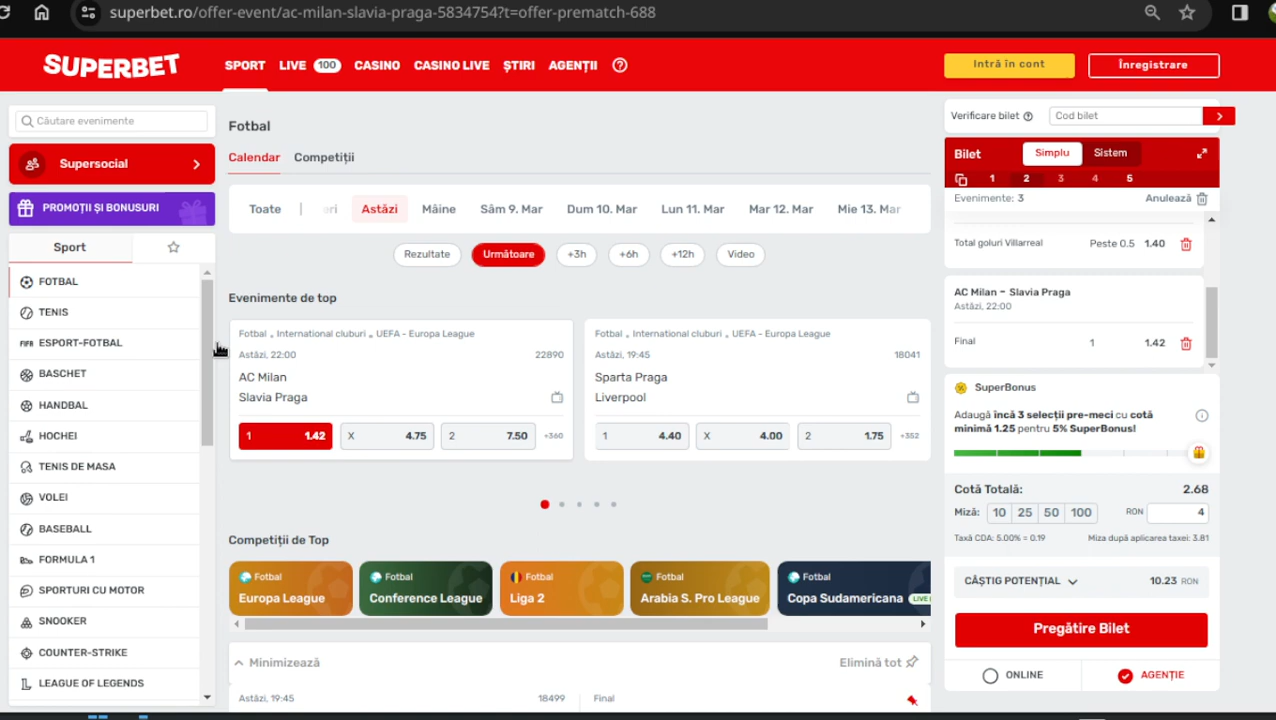 superbet.ro/offer-event/ac-milan-slavia-praga-5834754?t=offer-prematch-688
SUPERBET
SPORT LIVE 100 CASINO CASINO LIVE ȘTIRI AGENȚII ?
Intră în cont
Înregistrare
Căutare evenimente
Supersocial
PROMOȚII ȘI BONUSURI
Sport
FOTBAL
TENIS
FIFA ESPORT-FOTBAL
BASCHET
HANDBAL
HOCHEI
TENIS DE MASA
VOLEI
BASEBALL
FORMULA 1
SPORTURI CU MOTOR
SNOOKER
COUNTER-STRIKE
LEAGUE OF LEGENDS
Fotbal
Calendar Competiții
Toate eri Astăzi Mâine Sâm 9. Mar Dum 10. Mar Lun 11. Mar Mar 12. Mar Mie 13. Mar
Rezultate Următoare +3h +6h +12h Video
Evenimente de top
Fotbal International cluburi UEFA - Europa League
Astăzi, 22:00 22890
AC Milan
Slavia Praga
1 1.42 X 4.75 2 7.50 +360
Fotbal International cluburi UEFA - Europa League
Astăzi, 19:45 18041
Sparta Praga
Liverpool
1 4.40 X 4.00 2 1.75 +352
Competiții de Top
Fotbal
Europa League
Fotbal
Conference League
Fotbal
Liga 2
Fotbal
Arabia S. Pro League
Fotbal
Copa Sudamericana LIVE
Minimizează Elimină tot
Astăzi, 19:45 18499 Final
Verificare bilet ? Cod bilet
Bilet Simplu Sistem
1 2 3 4 5
Evenimente: 3 Anulează
Total goluri Villarreal Peste 0.5 1.40
AC Milan - Slavia Praga
Astăzi, 22:00
Final 1 1.42
SuperBonus
Adaugă încă 3 selecții pre-meci cu cotă
minimă 1.25 pentru 5% SuperBonus!
Cotă Totală: 2.68
Miză: 10 25 50 100 RON 4
Taxă CDA: 5.00% = 0.19 Miza după aplicarea taxei: 3.81
CÂȘTIG POTENȚIAL 10.23 RON
Pregătire Bilet
ONLINE AGENȚIE